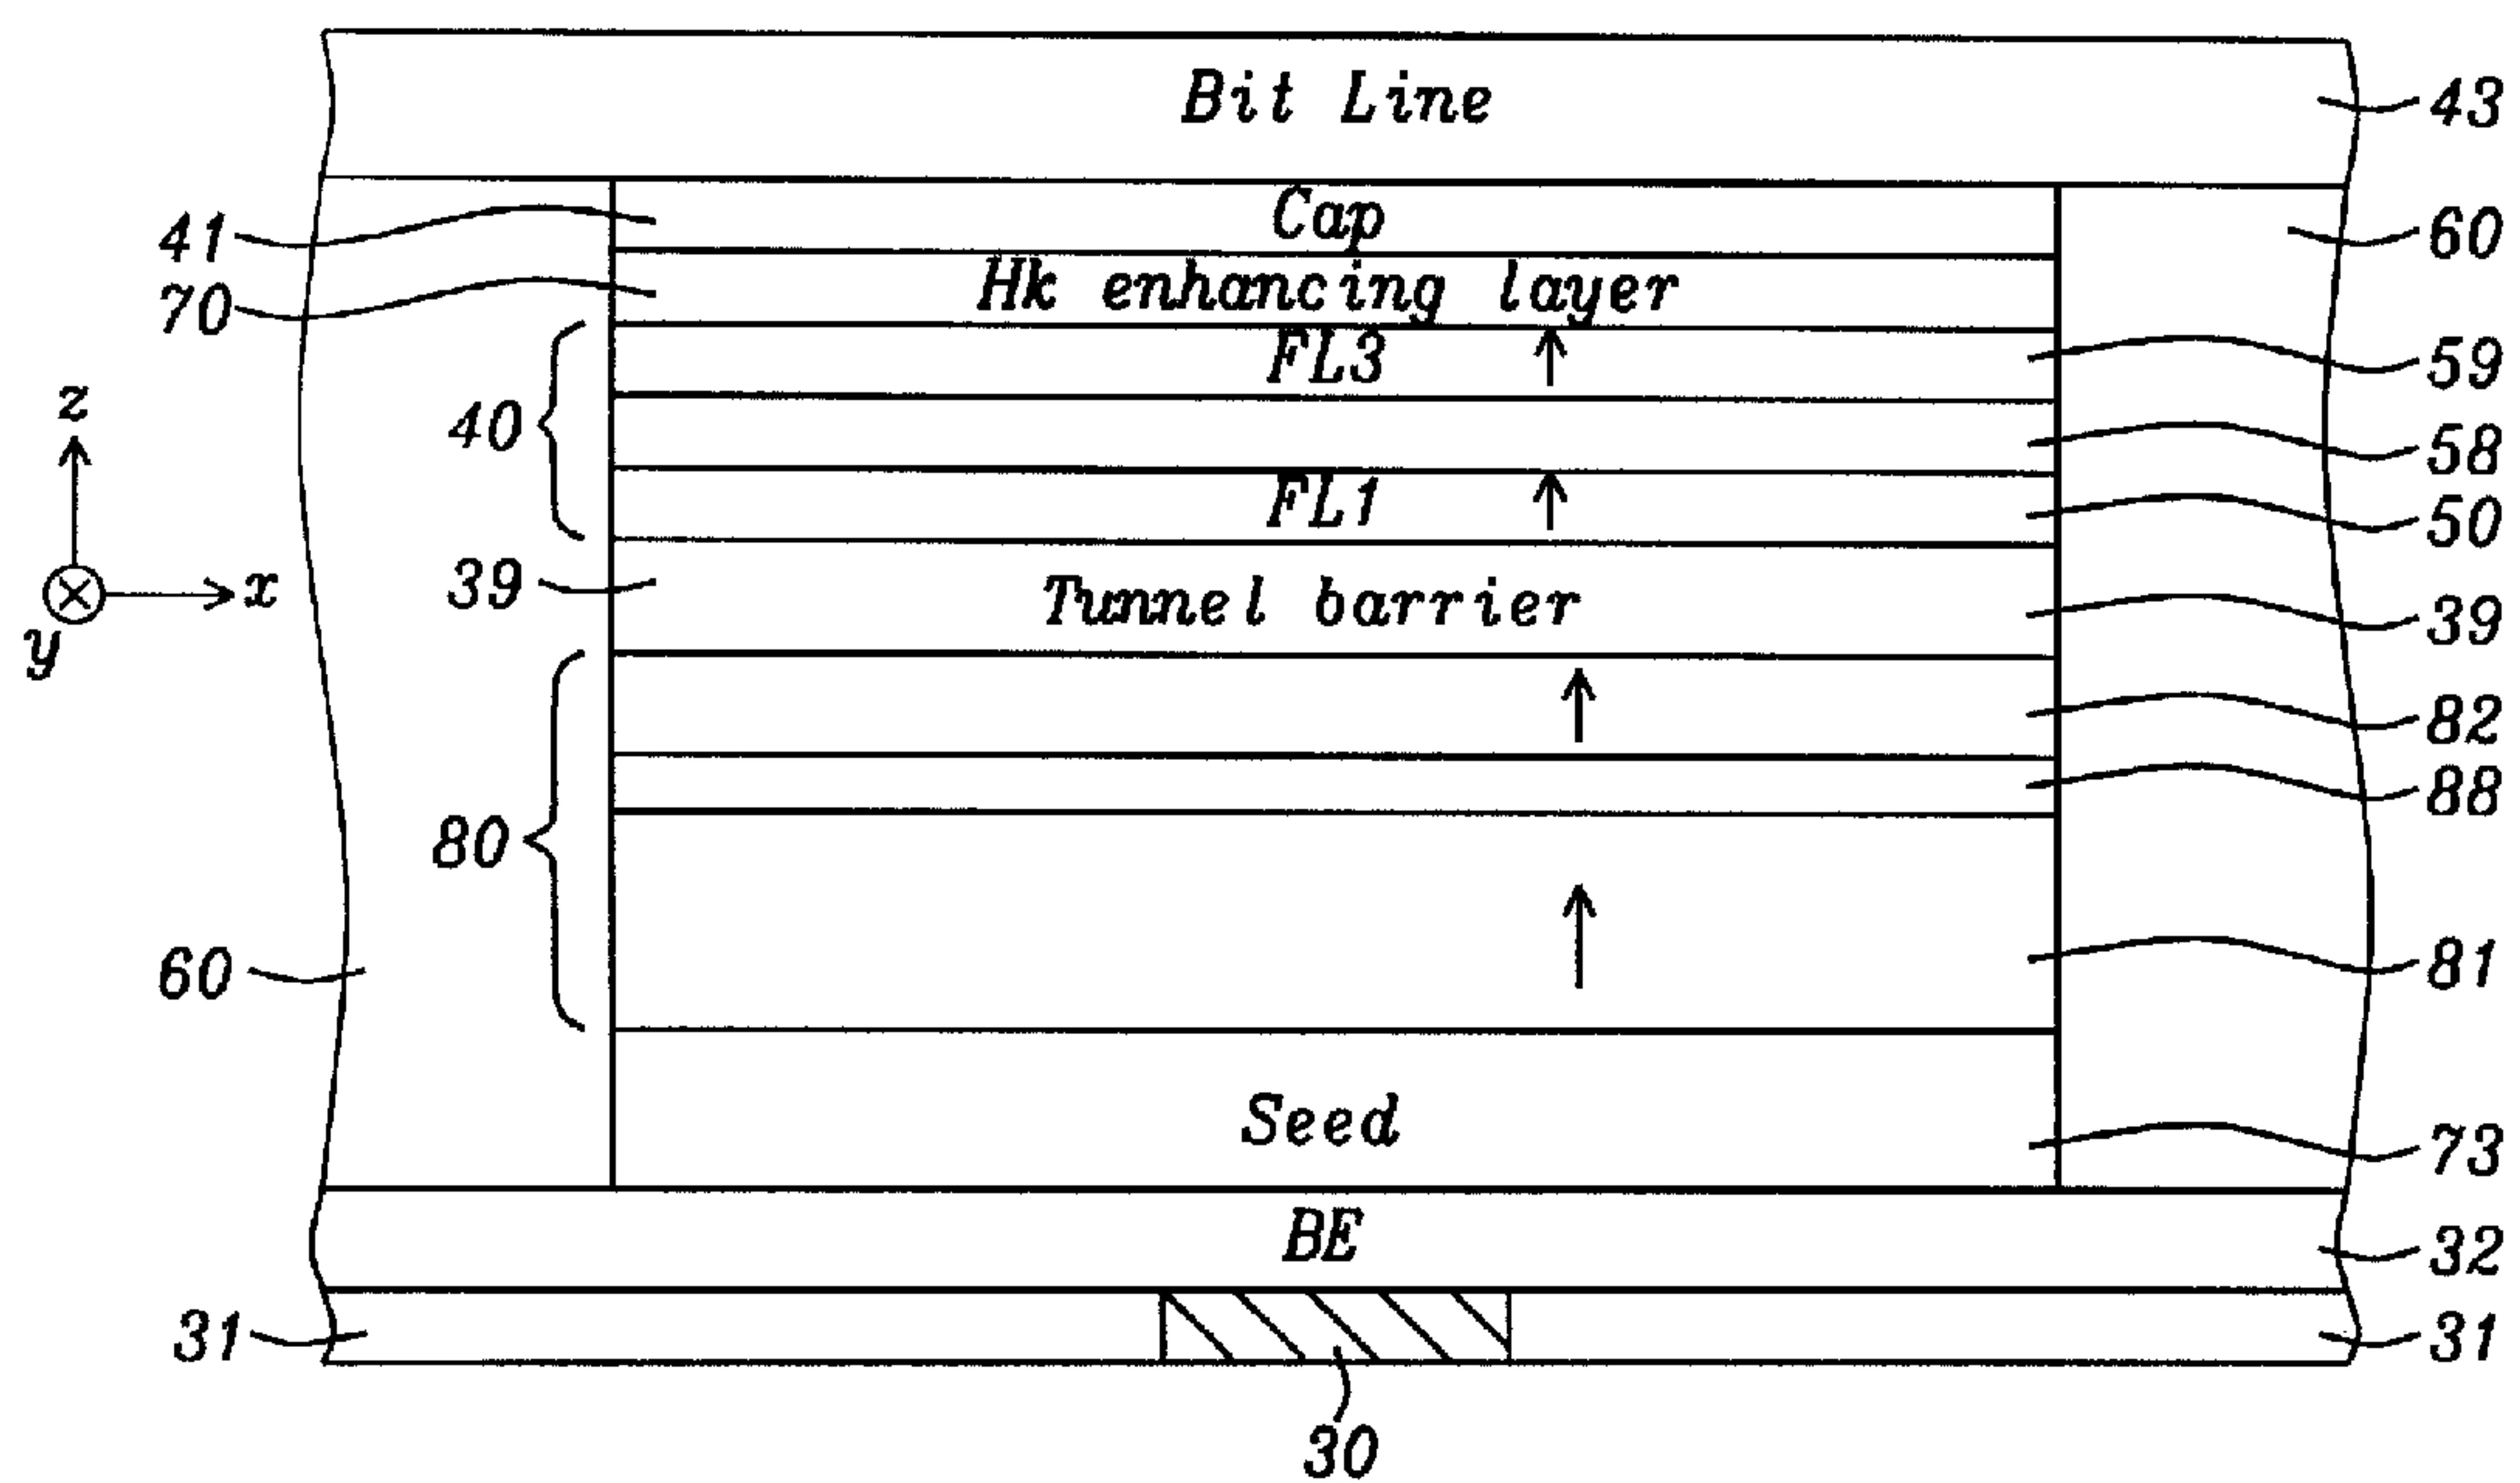 Bit Line
43
Cap
41
60
Hk enhancing layer
70
FL3
59
40
58
FL1
50
z
x
y
39
Tunnel barrier
39
82
88
80
81
60
Seed
73
BE
32
31
31
30